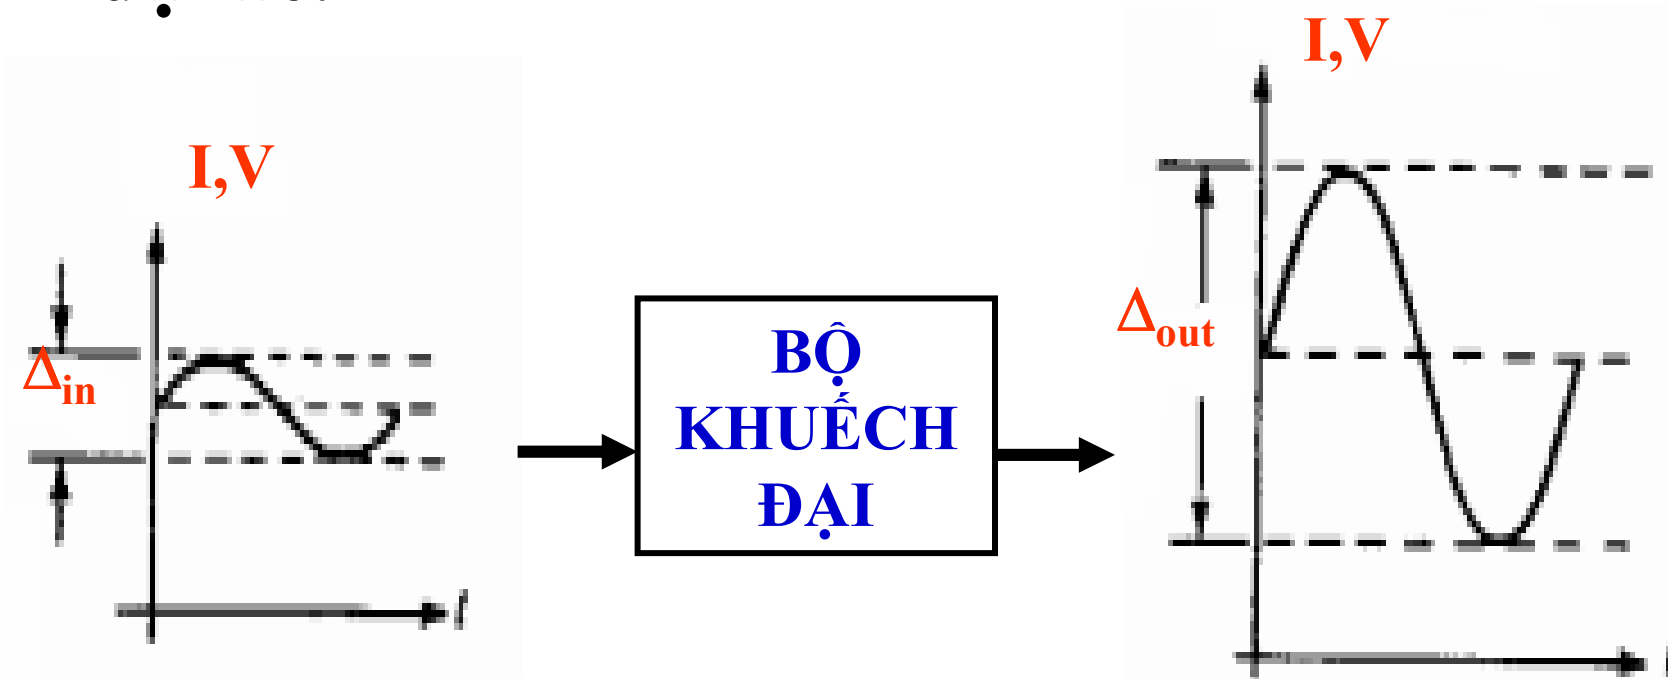 I,V
Δin
BỘ
KHUẾCH
ĐẠI
I,V
Δout
t